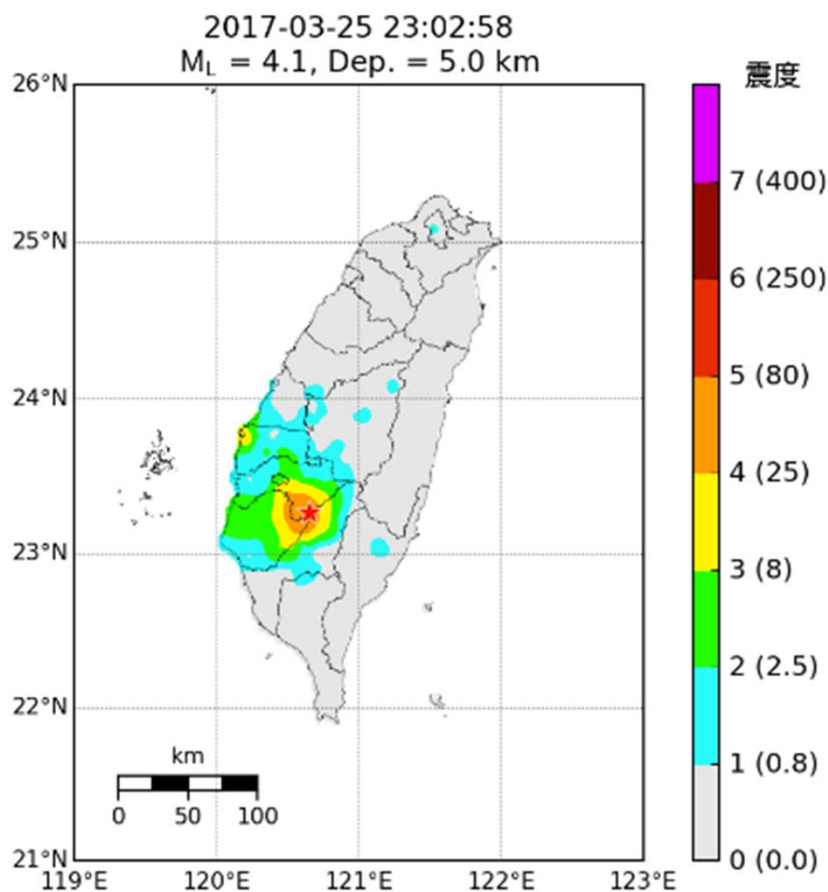 2017-03-25 23:02:58
M_L = 4.1, Dep. = 5.0 km
震度
26°N
25°N
24°N
23°N
22°N
21°N
119°E 120°E 121°E 122°E 123°E
km
0 50 100
7 (400)
6 (250)
5 (80)
4 (25)
3 (8)
2 (2.5)
1 (0.8)
0 (0.0)